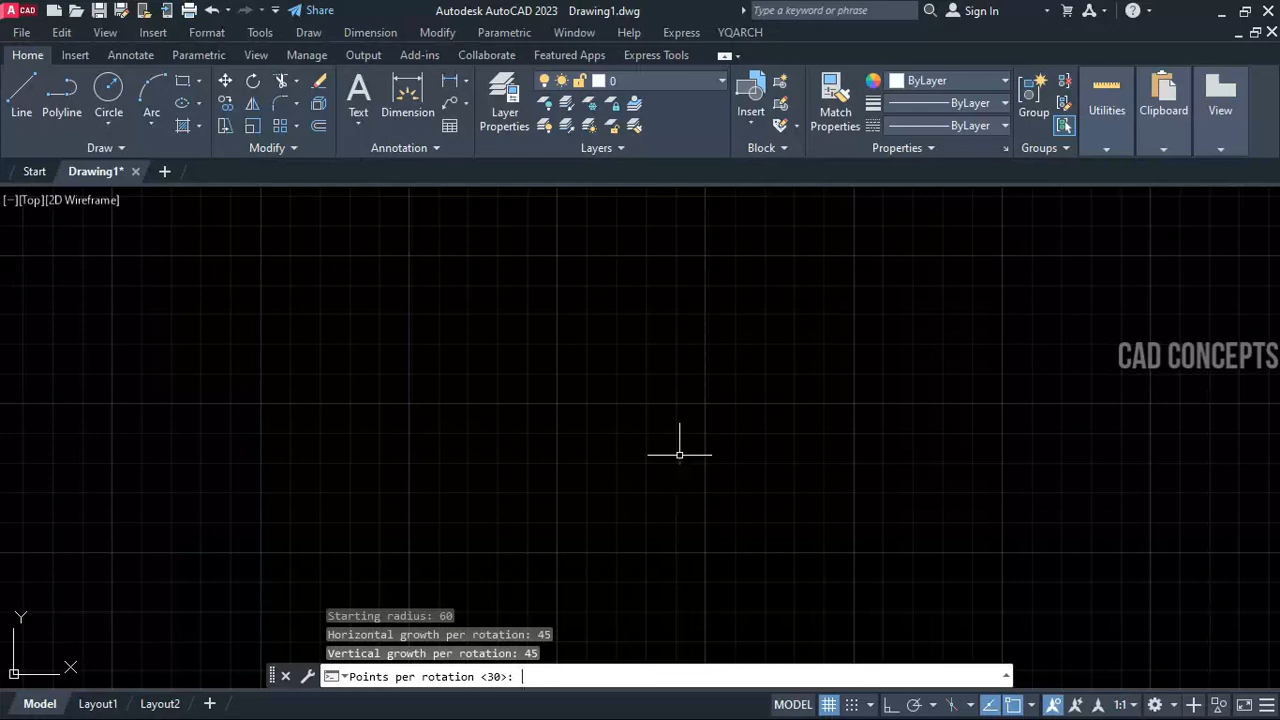 CAD Share Autodesk AutoCAD 2023 Drawing1.dwg Type a keyword or phrase Sign In
File Edit View Insert Format Tools Draw Dimension Modify Parametric Window Help Express YQARCH
Home Insert Annotate Parametric View Manage Output Add-ins Collaborate Featured Apps Express Tools
0 ByLayer
ByLayer
ByLayer
Line Polyline Circle Arc Text Dimension Layer Properties Insert Match Properties Group Utilities Clipboard View
Draw Modify Annotation Layers Block Properties Groups
Start Drawing1*
[−][Top][2D Wireframe]
CAD CONCEPTS
Y
X
Starting radius: 60
Horizontal growth per rotation: 45
Vertical growth per rotation: 45
Points per rotation <30>:
Model Layout1 Layout2 MODEL 1:1